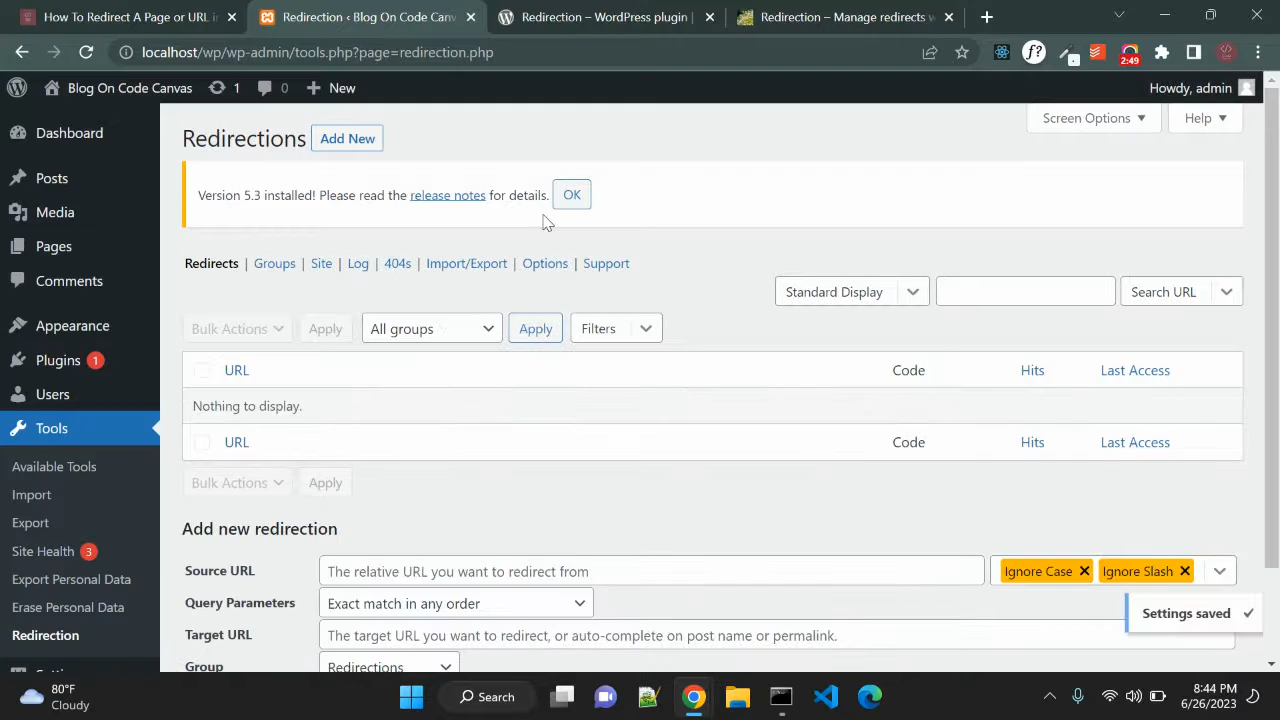 How To Redirect A Page or URL in
Redirection ‹ Blog On Code Canvas
Redirection – WordPress plugin |
Redirection – Manage redirects w
localhost/wp/wp-admin/tools.php?page=redirection.php
f?
2:49
Blog On Code Canvas
1
0
New
Howdy, admin
Dashboard
Posts
Media
Pages
Comments
Appearance
Plugins 1
Users
Tools
Available Tools
Import
Export
Site Health 3
Export Personal Data
Erase Personal Data
Redirection
Screen Options
Help
Redirections
Add New
Version 5.3 installed! Please read the release notes for details. OK
Redirects | Groups | Site | Log | 404s | Import/Export | Options | Support
Standard Display
Search URL
Bulk Actions
Apply
All groups
Apply
Filters
URL Code Hits Last Access
Nothing to display.
URL Code Hits Last Access
Bulk Actions
Apply
Add new redirection
Source URL
The relative URL you want to redirect from
Ignore Case
Ignore Slash
Query Parameters
Exact match in any order
Settings saved
Target URL
The target URL you want to redirect, or auto-complete on post name or permalink.
Group
Redirections
80°F
Cloudy
Search
8:44 PM
6/26/2023